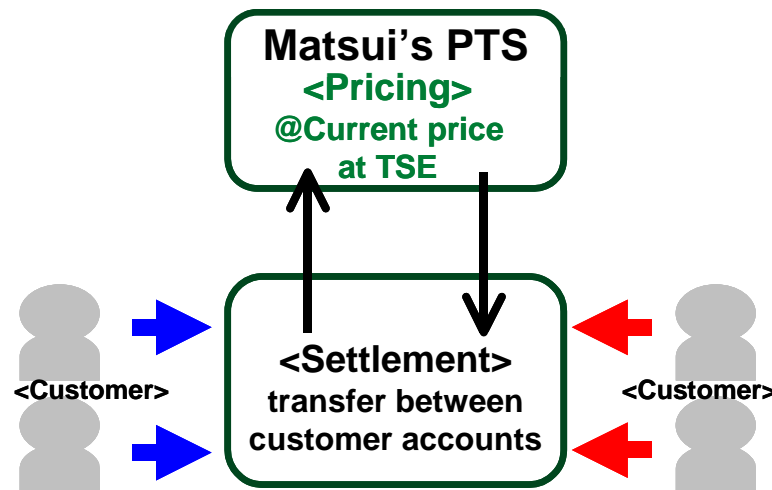 Matsui’s PTS
<Pricing>
@Current price
at TSE
<Settlement>
transfer between
customer accounts
<Customer>
<Customer>